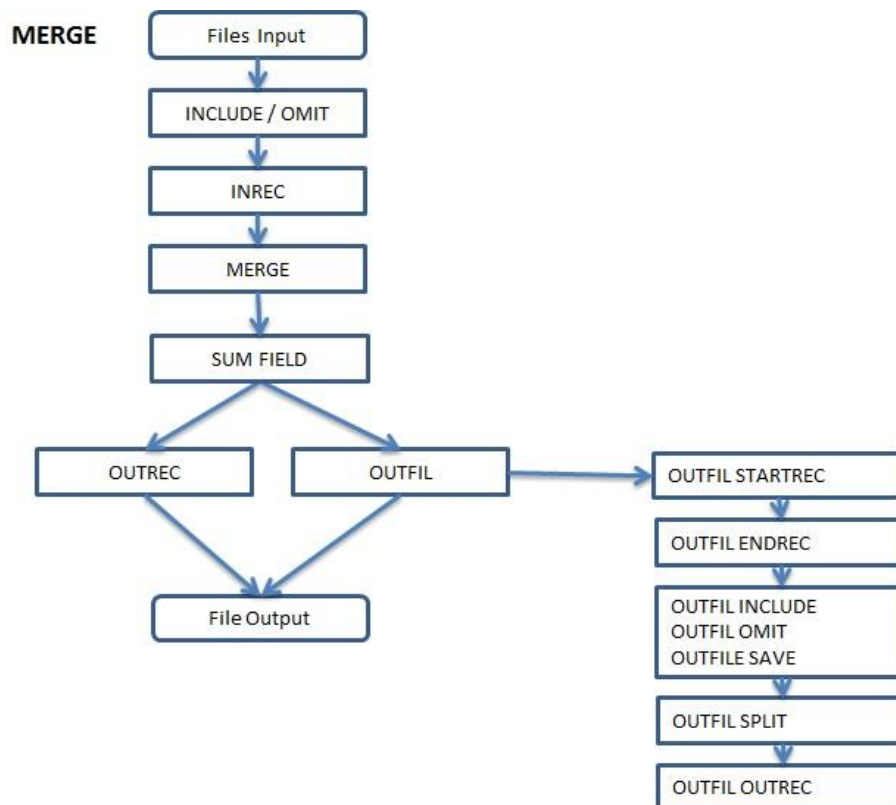 MERGE
Files Input
INCLUDE / OMIT
INREC
MERGE
SUM FIELD
OUTREC
OUTFIL
File Output
OUTFIL STARTREC
OUTFIL ENDREC
OUTFIL INCLUDE
OUTFIL OMIT
OUTFILE SAVE
OUTFIL SPLIT
OUTFIL OUTREC